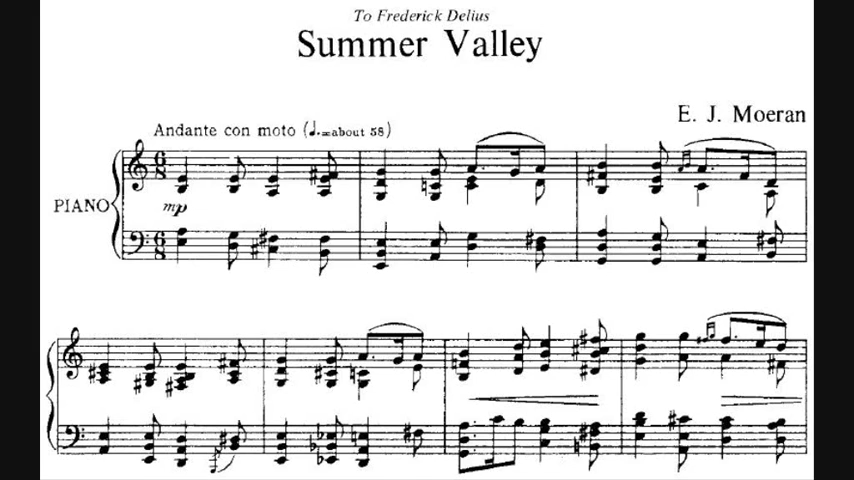 To Frederick Delius
Summer Valley
E. J. Moeran
Andante con moto (♩.=about 58)
PIANO
mp